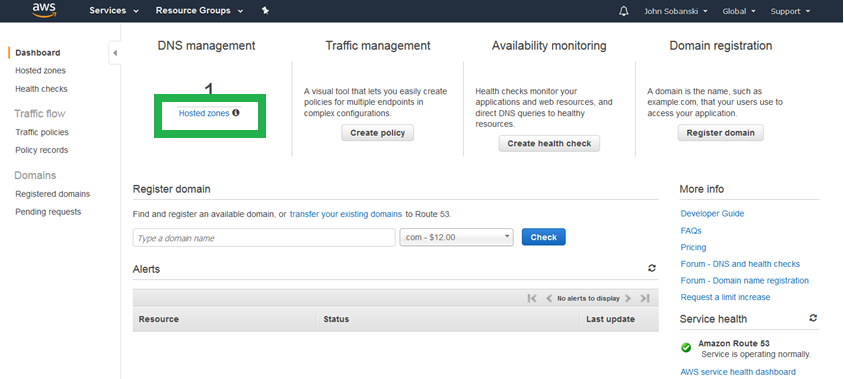 aws
Services
Resource Groups
John Sobanski
Global
Support
Dashboard
Hosted zones
Health checks
Traffic flow
Traffic policies
Policy records
Domains
Registered domains
Pending requests
DNS management
1
Hosted zones
Traffic management
A visual tool that lets you easily create
policies for multiple endpoints in
complex configurations.
Create policy
Availability monitoring
Health checks monitor your
applications and web resources, and
direct DNS queries to healthy
resources.
Create health check
Domain registration
A domain is the name, such as
example.com, that your users use to
access your application.
Register domain
Register domain
Find and register an available domain, or transfer your existing domains to Route 53.
Type a domain name
.com - $12.00
Check
Alerts
No alerts to display
Resource
Status
Last update
More info
Developer Guide
FAQs
Pricing
Forum - DNS and health checks
Forum - Domain name registration
Request a limit increase
Service health
Amazon Route 53
Service is operating normally.
AWS service health dashboard